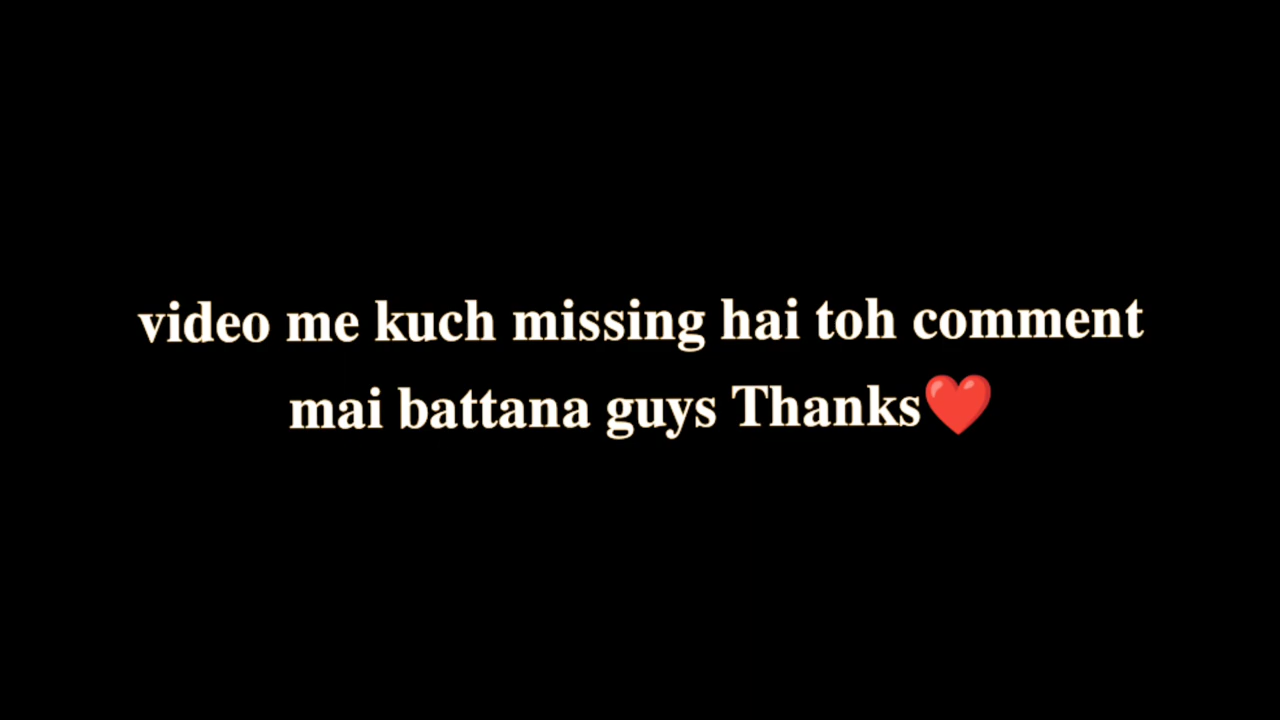 video me kuch missing hai toh comment
mai battana guys Thanks❤️